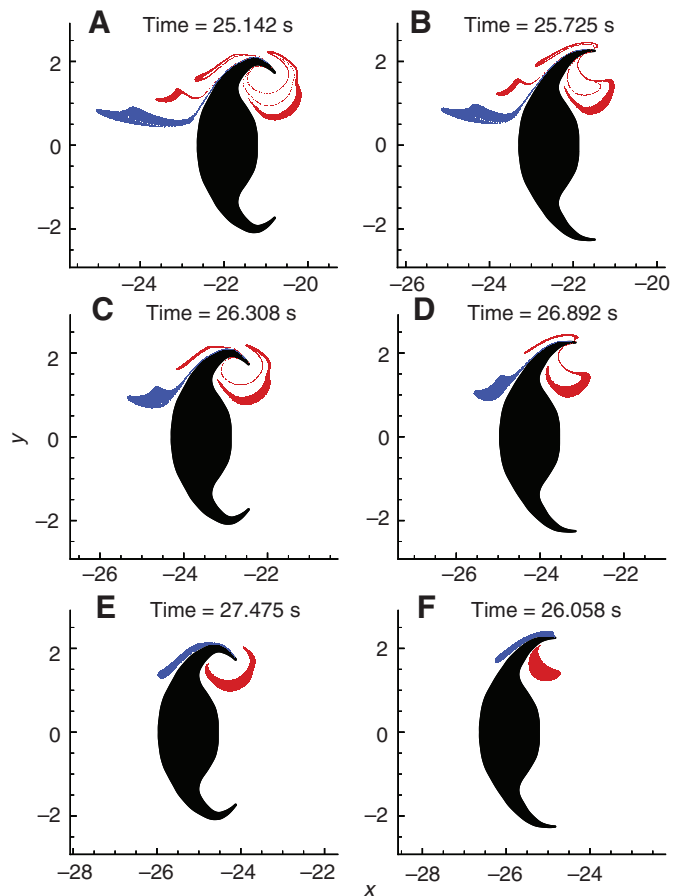 A Time = 25.142 s
B Time = 25.725 s
2
0
−2
−24 −22 −20
2
0
−2
−26 −24 −22 −20
C Time = 26.308 s
D Time = 26.892 s
2
0
−2
y
−26 −24 −22
2
0
−2
−26 −24 −22
E Time = 27.475 s
F Time = 26.058 s
2
0
−2
−28 −26 −24 −22
2
0
−2
−28 −26 −24
x